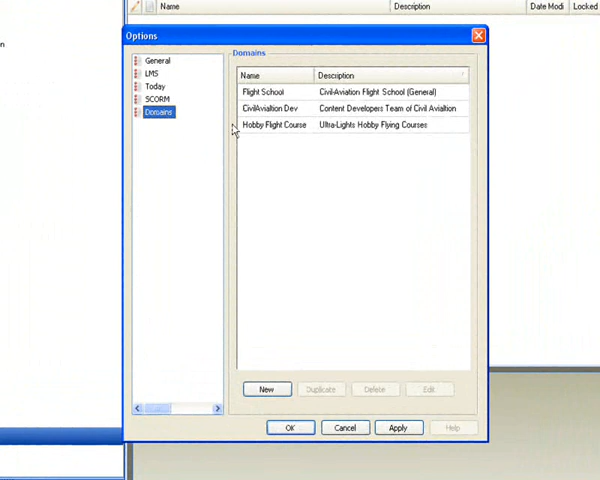 Name Description Date Modi Locked
n
Options
General
LMS
Today
SCORM
Domains
Domains
Name Description
Flight School Civil-Aviation Flight School (General)
CivilAviaition Dev Content Developers Team of Civil Aviaition
Hobby Flight Course Ultra-Lights Hobby Flying Courses
New Duplicate Delete Edit
OK Cancel Apply Help